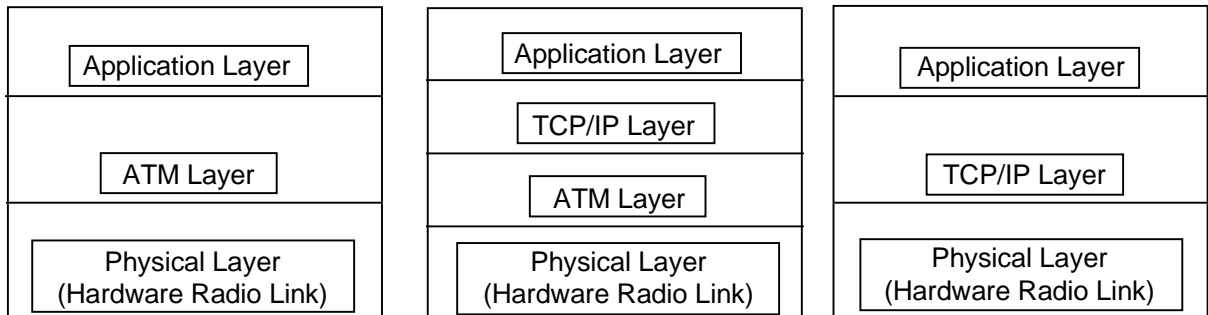 Application Layer
ATM Layer
Physical Layer
(Hardware Radio Link)
Application Layer
TCP/IP Layer
ATM Layer
Physical Layer
(Hardware Radio Link)
Application Layer
TCP/IP Layer
Physical Layer
(Hardware Radio Link)